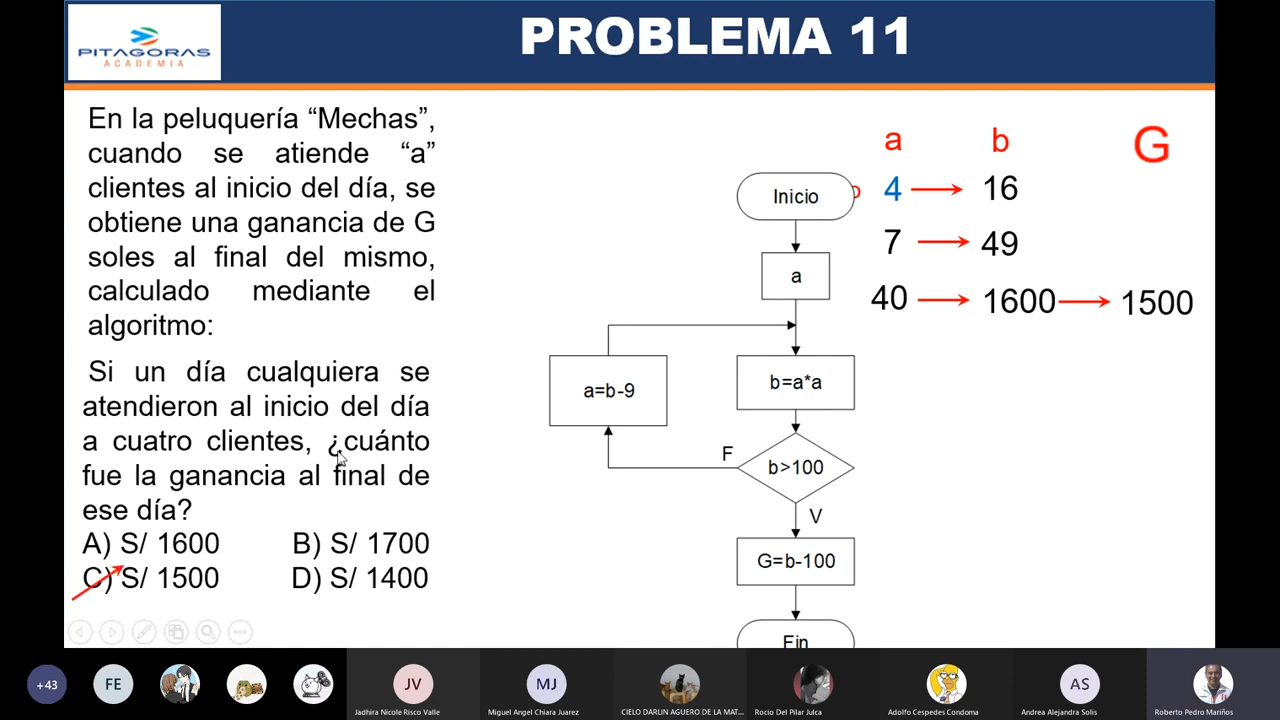 PITAGORAS
ACADEMIA
PROBLEMA 11
En la peluquería “Mechas”,
cuando se atiende “a”
clientes al inicio del día, se
obtiene una ganancia de G
soles al final del mismo,
calculado mediante el
algoritmo:
Si un día cualquiera se
atendieron al inicio del día
a cuatro clientes, ¿cuánto
fue la ganancia al final de
ese día?
A) S/ 1600 B) S/ 1700
C) S/ 1500 D) S/ 1400
Inicio
a
b=a*a
a=b-9
F
b>100
V
G=b-100
Fin
a b G
4 16
7 49
40 1600 1500
+43
FE
JV
Jadhira Nicole Risco Valle
MJ
Miguel Angel Chiara Juarez
CIELO DARLIN AGUERO DE LA MAT...
Rocio Del Pilar Julca
Adolfo Cespedes Condoma
AS
Andrea Alejandra Solis
Roberto Pedro Mariños